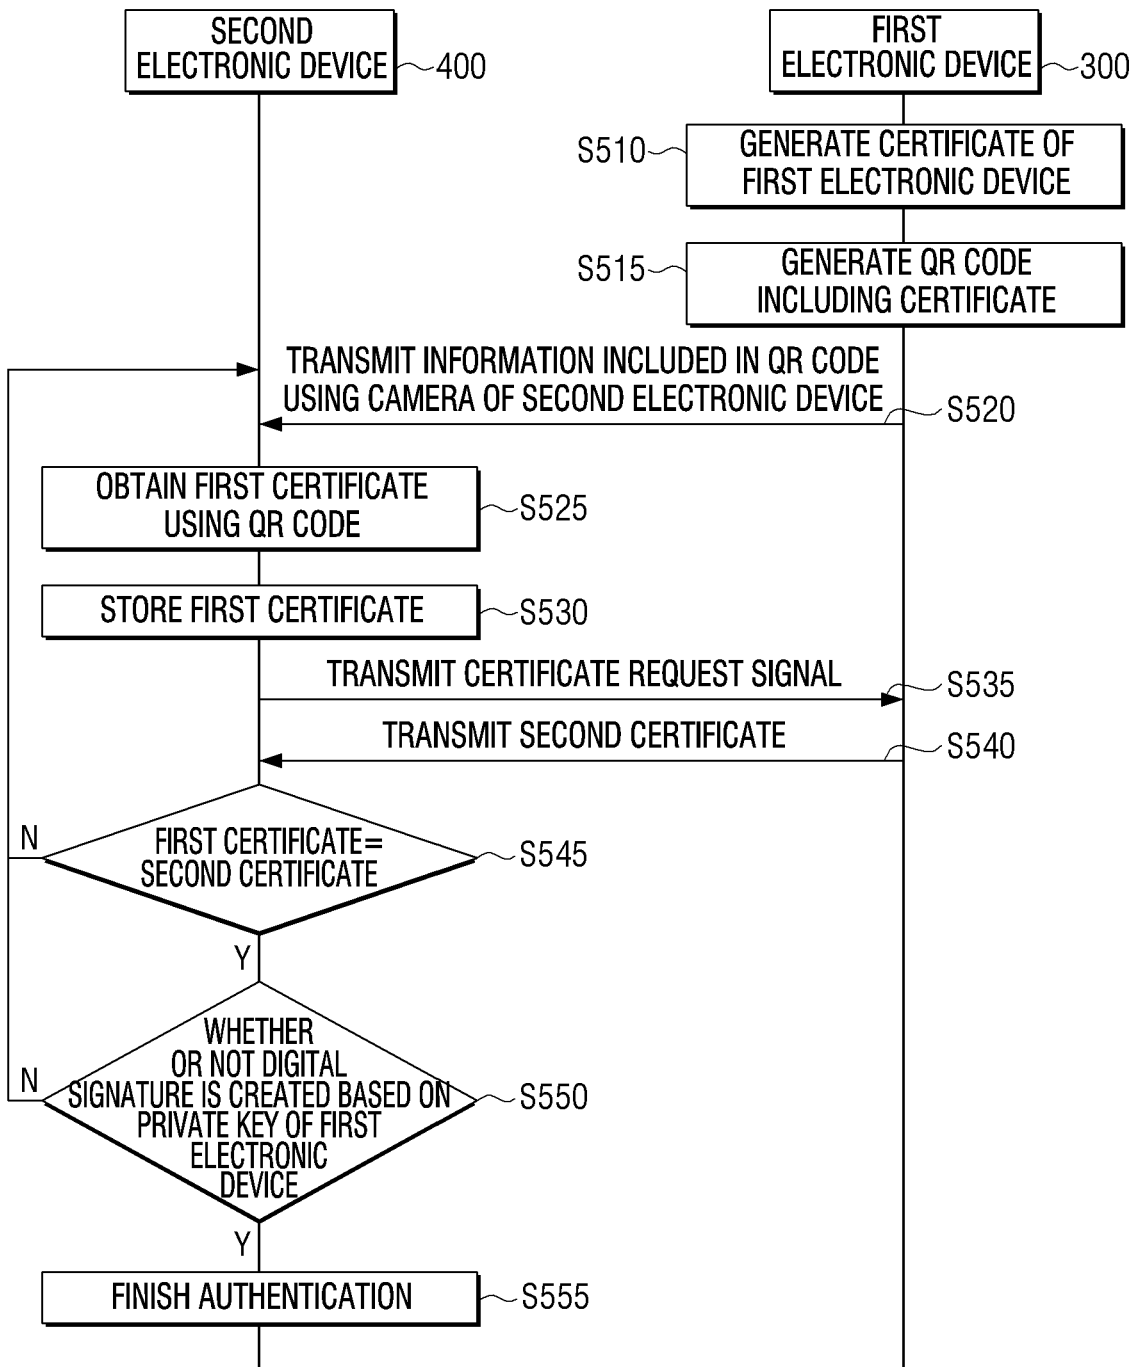 SECOND
ELECTRONIC DEVICE
400
FIRST
ELECTRONIC DEVICE
300
S510
GENERATE CERTIFICATE OF
FIRST ELECTRONIC DEVICE
S515
GENERATE QR CODE
INCLUDING CERTIFICATE
TRANSMIT INFORMATION INCLUDED IN QR CODE
USING CAMERA OF SECOND ELECTRONIC DEVICE
S520
OBTAIN FIRST CERTIFICATE
USING QR CODE
S525
STORE FIRST CERTIFICATE
S530
TRANSMIT CERTIFICATE REQUEST SIGNAL
S535
TRANSMIT SECOND CERTIFICATE
S540
N
FIRST CERTIFICATE=
SECOND CERTIFICATE
S545
Y
N
WHETHER
OR NOT DIGITAL
SIGNATURE IS CREATED BASED ON
PRIVATE KEY OF FIRST
ELECTRONIC
DEVICE
S550
Y
FINISH AUTHENTICATION
S555